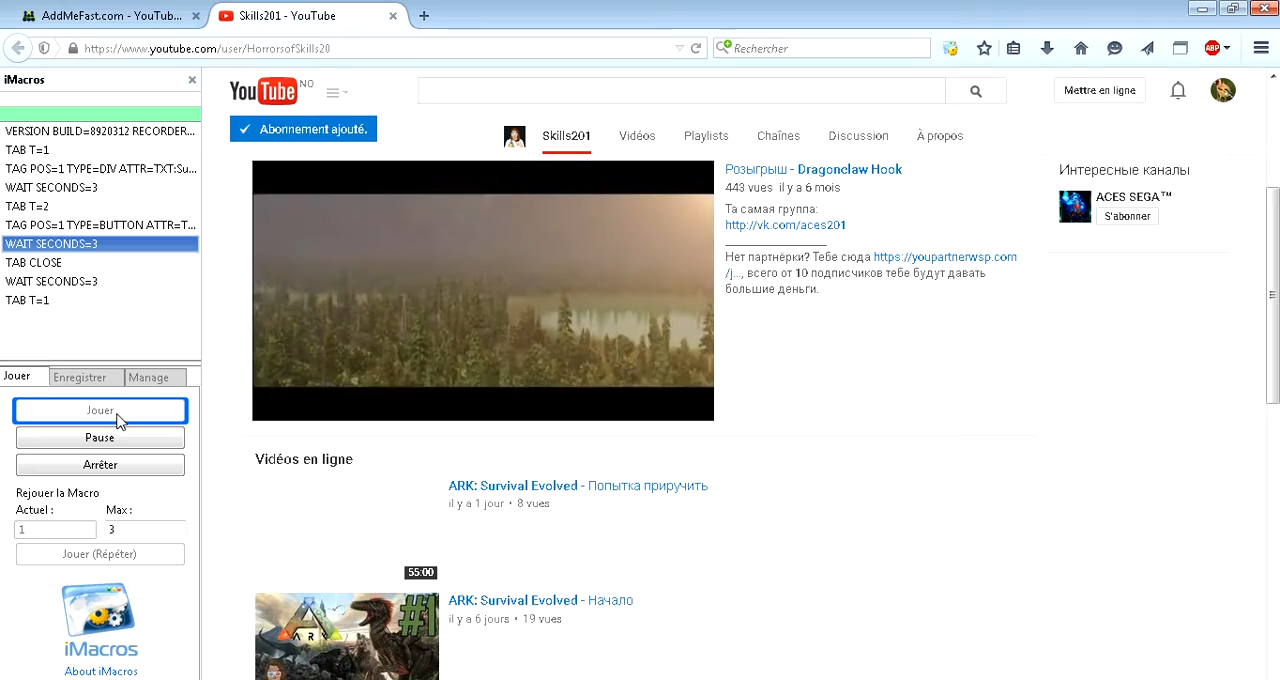 AddMeFast.com - YouTub...
Skills201 - YouTube
https://www.youtube.com/user/HorrorsofSkills20
Rechercher
ABP
iMacros
VERSION BUILD=8920312 RECORDER...
TAB T=1
TAG POS=1 TYPE=DIV ATTR=TXT:Su...
WAIT SECONDS=3
TAB T=2
TAG POS=1 TYPE=BUTTON ATTR=T...
WAIT SECONDS=3
TAB CLOSE
WAIT SECONDS=3
TAB T=1
Jouer
Enregistrer
Manage
Jouer
Pause
Arrêter
Rejouer la Macro
Actuel :
Max :
1
3
Jouer (Répéter)
iMacros
About iMacros
YouTube NO
Mettre en ligne
Abonnement ajouté.
Skills201
Vidéos
Playlists
Chaînes
Discussion
À propos
Розыгрыш - Dragonclaw Hook
443 vues il y a 6 mois
Та самая группа:
http://vk.com/aces201
Нет партнёрки? Тебе сюда https://youpartnerwsp.com
/j..., всего от 10 подписчиков тебе будут давать
большие деньги.
Интересные каналы
ACES SEGA™
S'abonner
Vidéos en ligne
ARK: Survival Evolved - Попытка приручить
il y a 1 jour • 8 vues
55:00
ARK: Survival Evolved - Начало
il y a 6 jours • 19 vues
#1
ARK